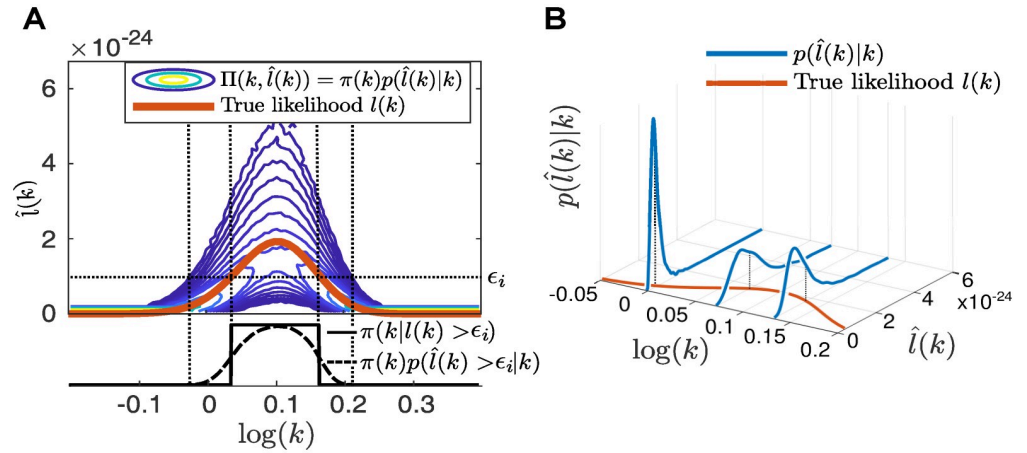 A
×10^-24
6
4
2
0
l̂(k)
Π(k, l̂(k)) = π(k)p(l̂(k)|k)
True likelihood l(k)
ϵ_i
π(k|l(k) >ϵ_i)
π(k)p(l̂(k) >ϵ_i|k)
-0.1 0 0.1 0.2 0.3
log(k)
B
p(l̂(k)|k)
True likelihood l(k)
p(l̂(k)|k)
-0.05 0 0.05 0.1 0.15 0.2
log(k)
0 2 4 6
x10^-24
l̂(k)